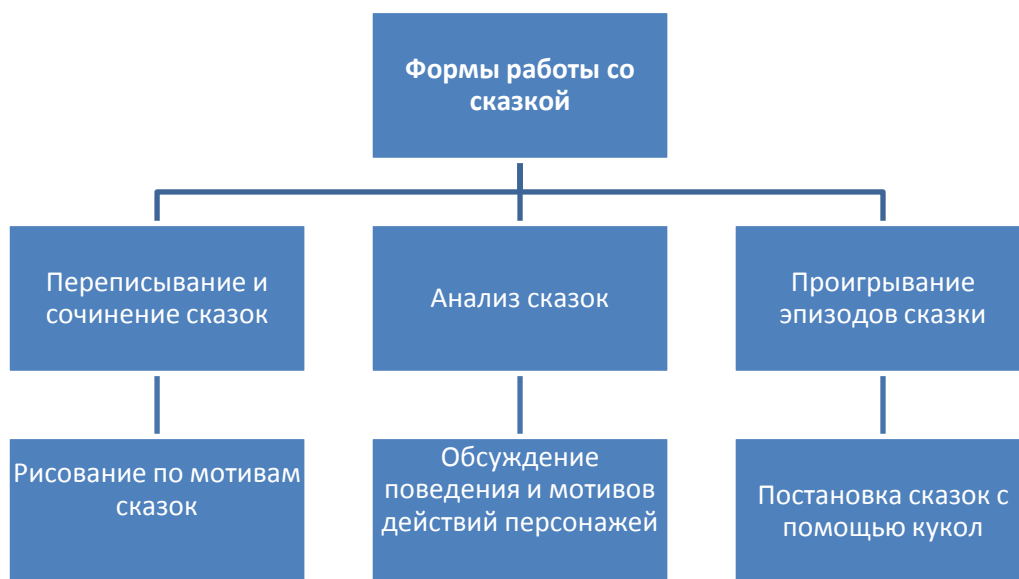 Формы работы со
сказкой
Переписывание и
сочинение сказок
Анализ сказок
Проигрывание
эпизодов сказки
Рисование по мотивам
сказок
Обсуждение
поведения и мотивов
действий персонажей
Постановка сказок с
помощью кукол